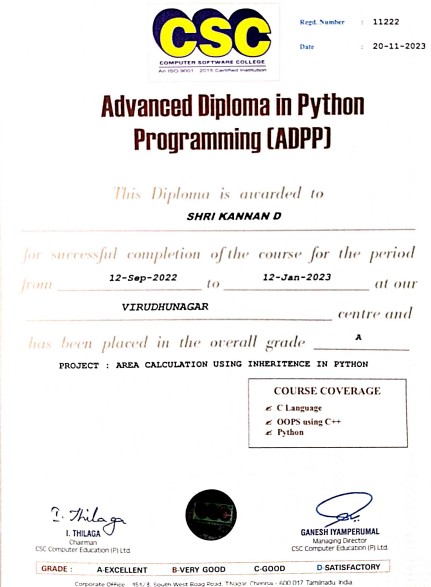 CSC
COMPUTER SOFTWARE COLLEGE
An ISO 9001 : 2015 Certified Institution
Regd. Number : 11222
Date : 20-11-2023
Advanced Diploma in Python
Programming (ADPP)
This Diploma is awarded to
SHRI KANNAN D
for successful completion of the course for the period
from 12-Sep-2022 to 12-Jan-2023 at our
VIRUDHUNAGAR centre and
has been placed in the overall grade A
PROJECT : AREA CALCULATION USING INHERITENCE IN PYTHON
COURSE COVERAGE
C Language
OOPS using C++
Python
I. Thilaga
I. THILAGA
Chairman
CSC Computer Education (P) Ltd.
GANESH IYAMPERUMAL
Managing Director
CSC Computer Education (P) Ltd.
GRADE : A-EXCELLENT B-VERY GOOD C-GOOD D-SATISFACTORY
Corporate Office : 151/3, South West Boag Road, T.Nagar, Chennai - 600 017 Tamilnadu, India